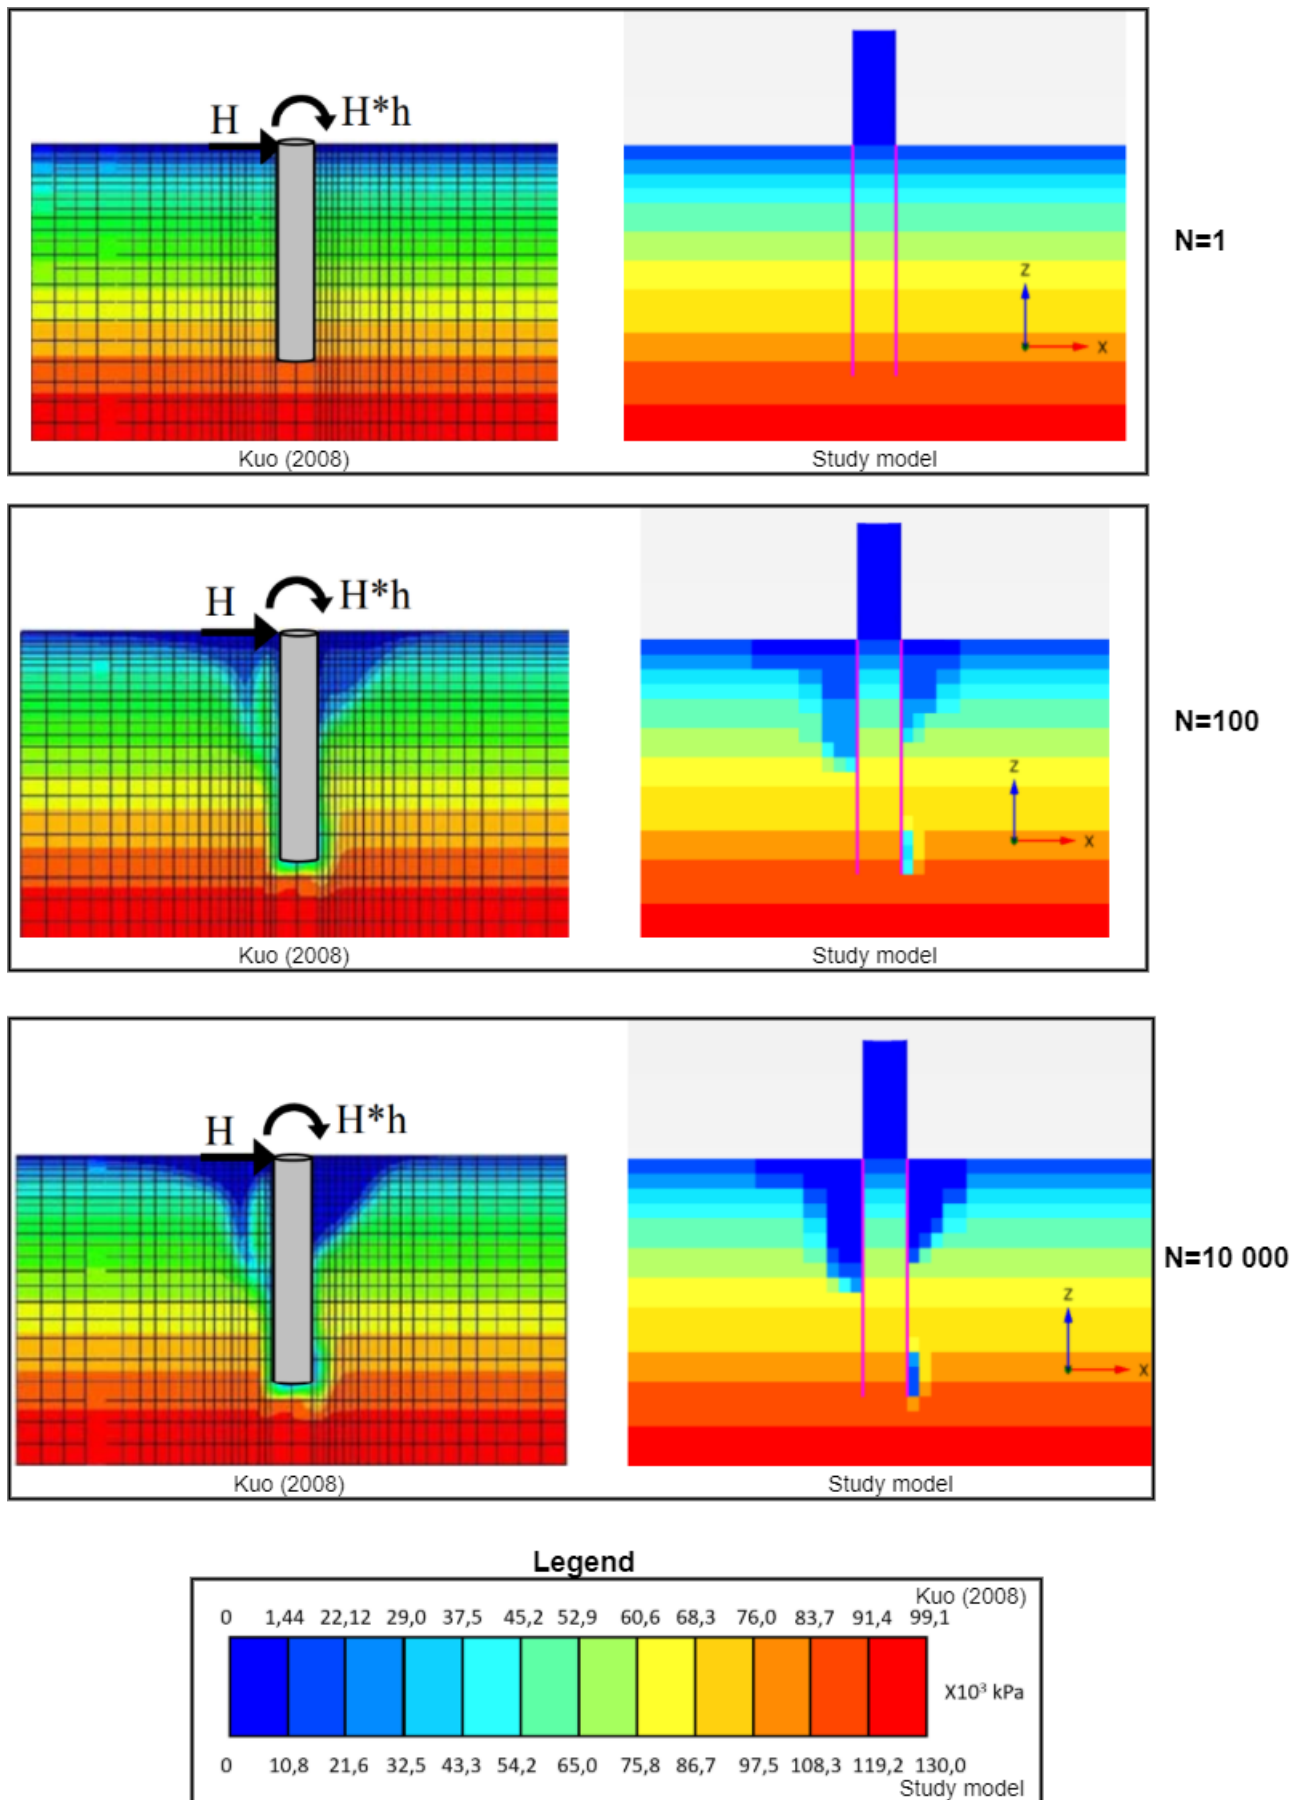 H
H*h
Z
X
N=1
Kuo (2008)
Study model
H
H*h
Z
X
N=100
Kuo (2008)
Study model
H
H*h
Z
X
N=10 000
Kuo (2008)
Study model
Legend
Kuo (2008)
0 1,44 22,12 29,0 37,5 45,2 52,9 60,6 68,3 76,0 83,7 91,4 99,1
X10³ kPa
0 10,8 21,6 32,5 43,3 54,2 65,0 75,8 86,7 97,5 108,3 119,2 130,0
Study model